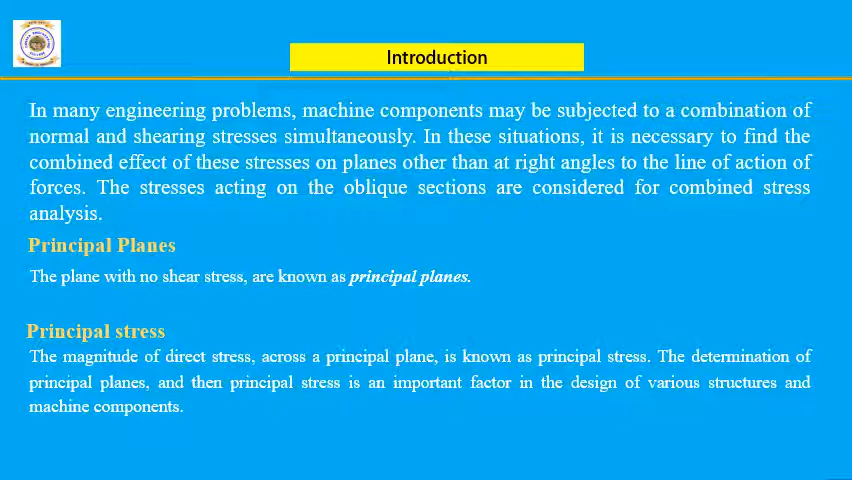 Introduction
In many engineering problems, machine components may be subjected to a combination of
normal and shearing stresses simultaneously. In these situations, it is necessary to find the
combined effect of these stresses on planes other than at right angles to the line of action of
forces. The stresses acting on the oblique sections are considered for combined stress
analysis.
Principal Planes
The plane with no shear stress, are known as principal planes.
Principal stress
The magnitude of direct stress, across a principal plane, is known as principal stress. The determination of
principal planes, and then principal stress is an important factor in the design of various structures and
machine components.